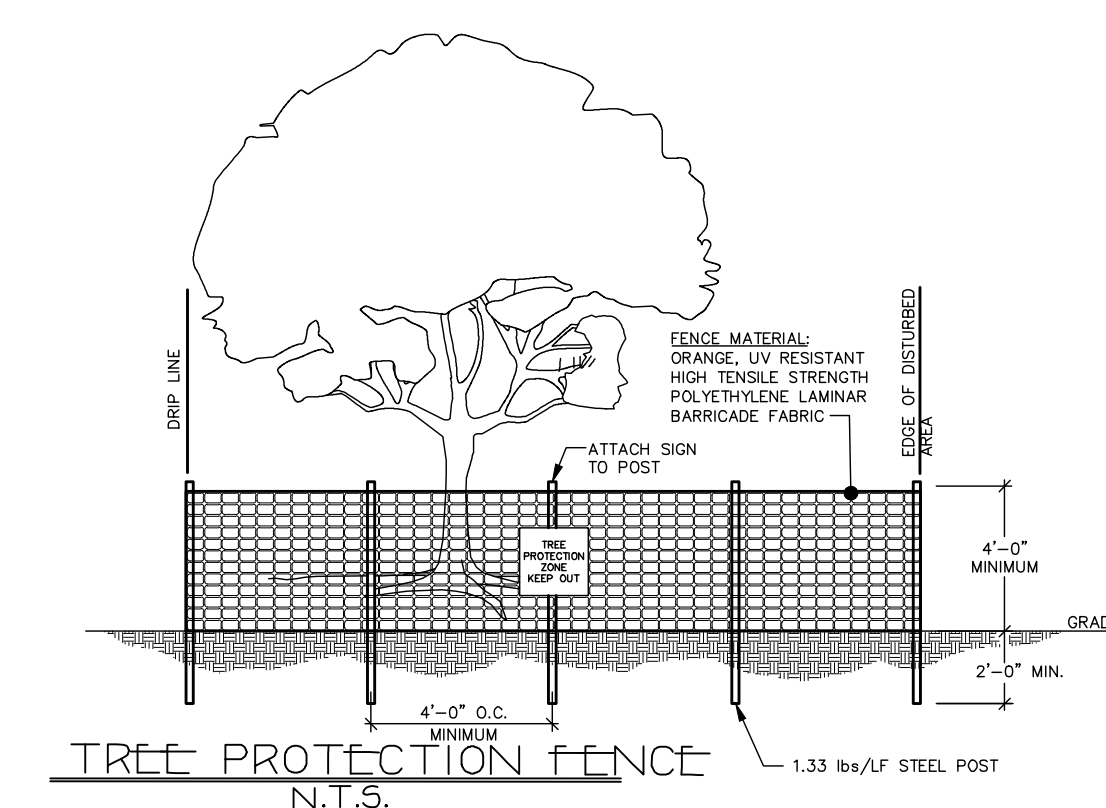 DRIP LINE
FENCE MATERIAL:
ORANGE, UV RESISTANT
HIGH TENSILE STRENGTH
POLYETHYLENE LAMINAR
BARRICADE FABRIC
EDGE OF DISTURBED
AREA
ATTACH SIGN
TO POST
TREE
PROTECTION
ZONE
KEEP OUT
4'-0"
MINIMUM
GRAD
2'-0" MIN.
4'-0" O.C.
MINIMUM
1.33 lbs/LF STEEL POST
TREE PROTECTION FENCE
N.T.S.